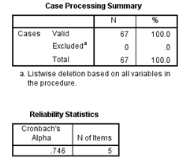 Case Processing Summary
N %
Cases Valid 67 100.0
Excludedᵃ 0 .0
Total 67 100.0
a. Listwise deletion based on all variables in
the procedure.
Reliability Statistics
Cronbach's
Alpha N of Items
.746 5